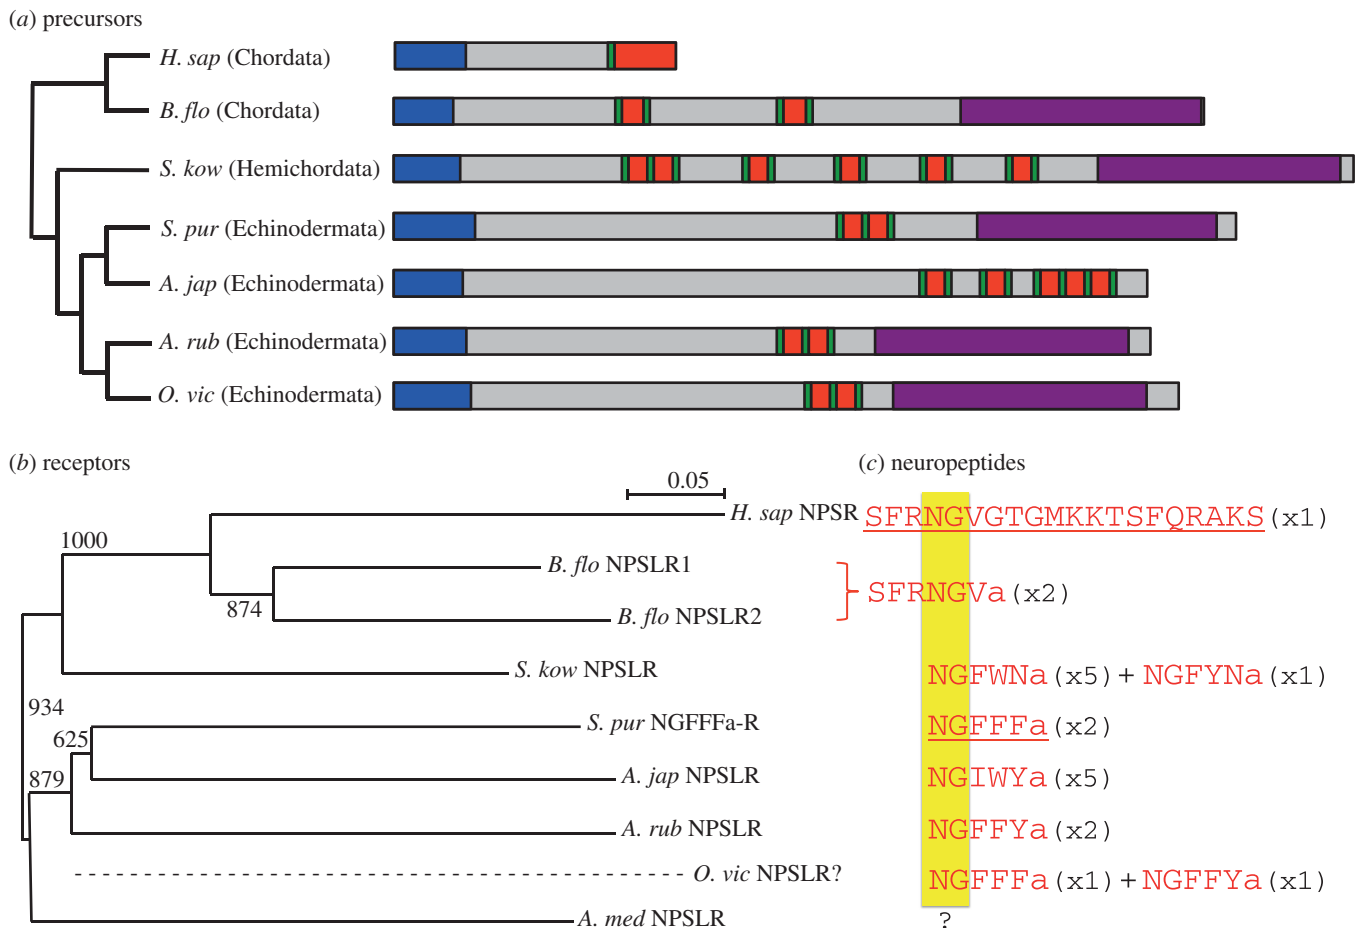 (a) precursors
H. sap (Chordata)
B. flo (Chordata)
S. kow (Hemichordata)
S. pur (Echinodermata)
A. jap (Echinodermata)
A. rub (Echinodermata)
O. vic (Echinodermata)
(b) receptors
(c) neuropeptides
0.05
H. sap NPSR SFRNGVGTGMKKTSFQRAKS (x1)
1000
B. flo NPSLR1
SFRNGVa (x2)
874
B. flo NPSLR2
S. kow NPSLR NGFWNa (x5) + NGFYNa (x1)
934
S. pur NGFFFa-R NGFFFa (x2)
625
879
A. jap NPSLR NGIWYa (x5)
A. rub NPSLR NGFFYa (x2)
O. vic NPSLR? NGFFFa (x1) + NGFFYa (x1)
A. med NPSLR ?